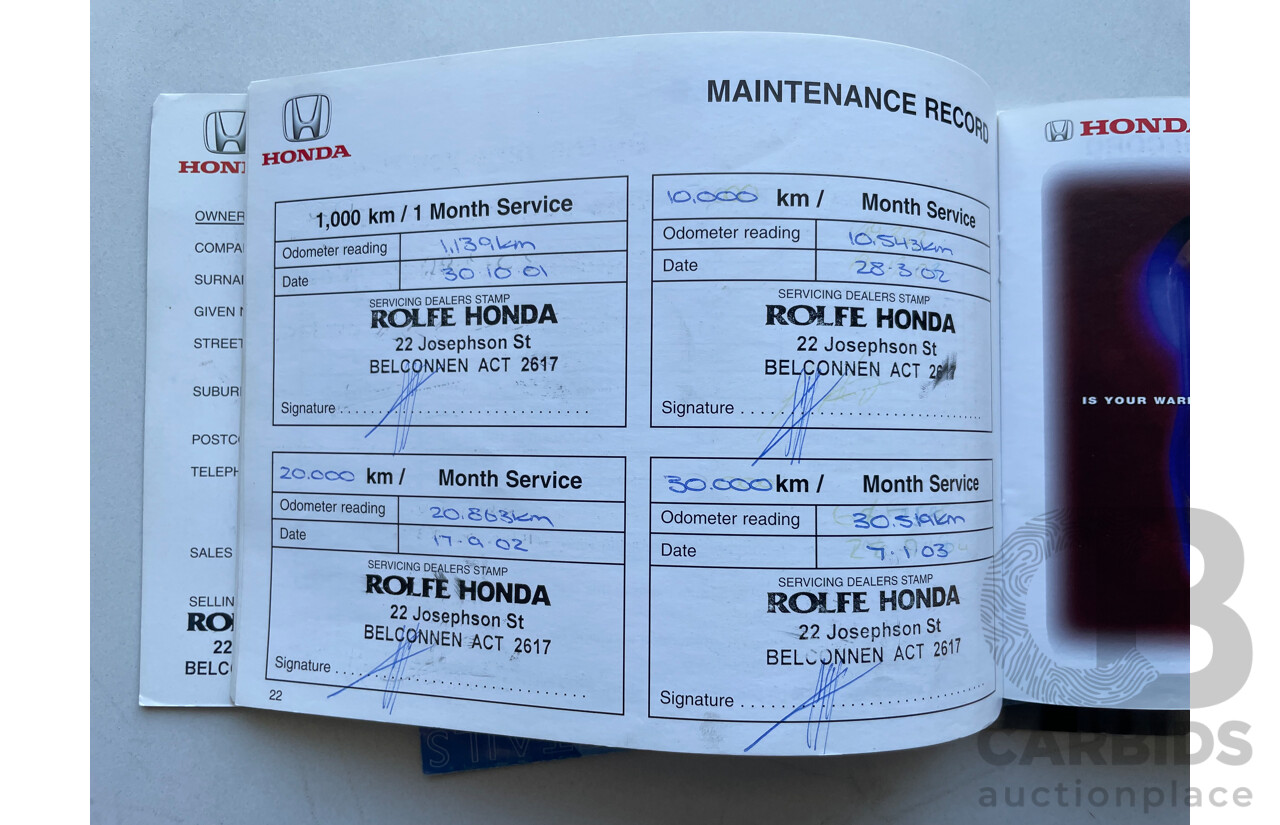 MAINTENANCE RECORD
HONDA
1,000 km / 1 Month Service
Odometer reading 1,139km
Date 30·10·01
SERVICING DEALERS STAMP
ROLFE HONDA
22 Josephson St
BELCONNEN ACT 2617
Signature
10,000 km / Month Service
Odometer reading 10,543km
Date 28·3·02
SERVICING DEALERS STAMP
ROLFE HONDA
22 Josephson St
BELCONNEN ACT 2617
Signature
20.000 km / Month Service
Odometer reading 20.863km
Date 17·9·02
SERVICING DEALERS STAMP
ROLFE HONDA
22 Josephson St
BELCONNEN ACT 2617
Signature
30.000 km / Month Service
Odometer reading 30.519km
Date 7·1·03
SERVICING DEALERS STAMP
ROLFE HONDA
22 Josephson St
BELCONNEN ACT 2617
Signature
22
HON
OWNER
COMPA
SURNA
GIVEN
STREET
SUBUR
POSTC
TELEPH
SALES
SELLIN
RO
22
BELC
HONDA
IS YOUR WAR
CARBIDS
auctionplace